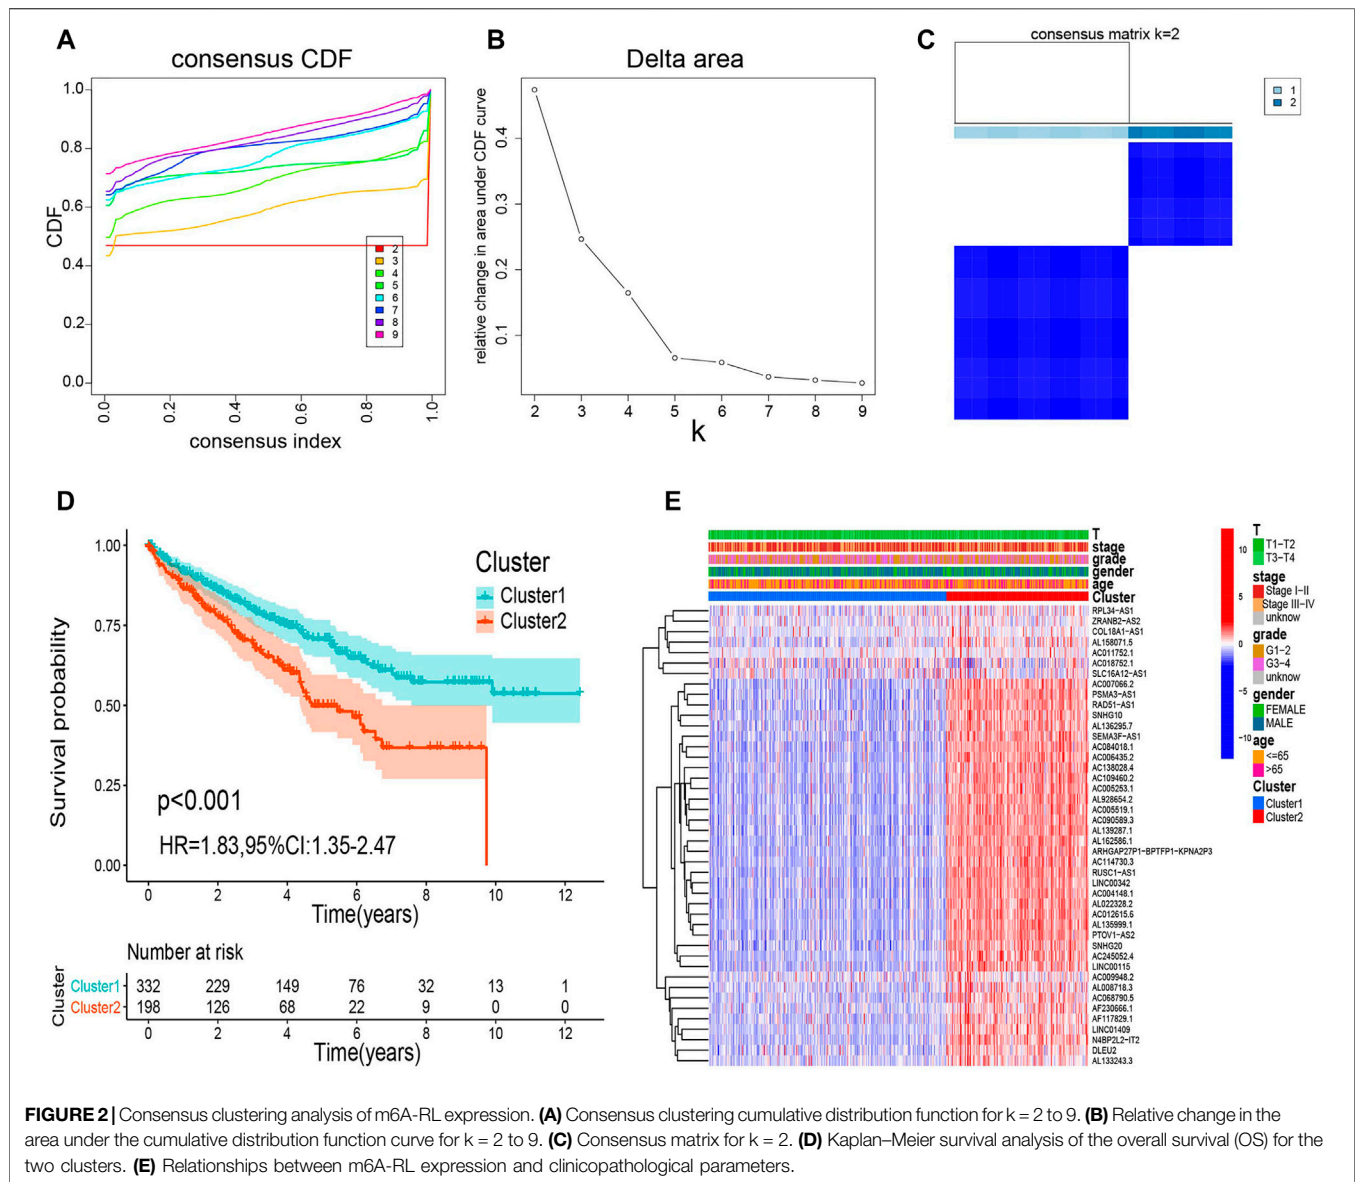 A
consensus CDF
CDF
1.0
0.8
0.6
0.4
0.2
0.0
2
3
4
5
6
7
8
9
0.0 0.2 0.4 0.6 0.8 1.0
consensus index
B
Delta area
relative change in area under CDF curve
0.4
0.3
0.2
0.1
2 3 4 5 6 7 8 9
k
C
consensus matrix k=2
1
2
D
Survival probability
1.00
0.75
0.50
0.25
0.00
Cluster
Cluster1
Cluster2
p<0.001
HR=1.83,95%CI:1.35-2.47
0 2 4 6 8 10 12
Time(years)
Number at risk
Cluster
Cluster1 332 229 149 76 32 13 1
Cluster2 198 126 68 22 9 0 0
0 2 4 6 8 10 12
Time(years)
E
T
stage
grade
gender
age
Cluster
RPL34-AS1
ZRANB2-AS2
COL18A1-AS1
AL158071.5
AC011752.1
AC018752.1
SLC16A12-AS1
AC007066.2
PSMA3-AS1
RAD51-AS1
SNHG10
AL136295.7
SEMA3F-AS1
AC084018.1
AC006435.2
AC138028.4
AC109460.2
AC005253.1
AL928654.2
AC005519.1
AC090589.3
AL139287.1
AL162586.1
ARHGAP27P1-BPTFP1-KPNA2P3
AC114730.3
RUSC1-AS1
LINC00342
AC004148.1
AL022328.2
AC012615.6
AL135999.1
PTOV1-AS2
SNHG20
AC245052.4
LINC00115
AC009948.2
AL008718.3
AC068790.5
AF230666.1
AF117829.1
LINC01409
N4BP2L2-IT2
DLEU2
AL133243.3
10
5
0
-5
-10
T
T1-T2
T3-T4
stage
Stage I-II
Stage III-IV
unknow
grade
G1-2
G3-4
unknow
gender
FEMALE
MALE
age
<=65
>65
Cluster
Cluster1
Cluster2
FIGURE 2 | Consensus clustering analysis of m6A-RL expression. (A) Consensus clustering cumulative distribution function for k = 2 to 9. (B) Relative change in the
area under the cumulative distribution function curve for k = 2 to 9. (C) Consensus matrix for k = 2. (D) Kaplan–Meier survival analysis of the overall survival (OS) for the
two clusters. (E) Relationships between m6A-RL expression and clinicopathological parameters.